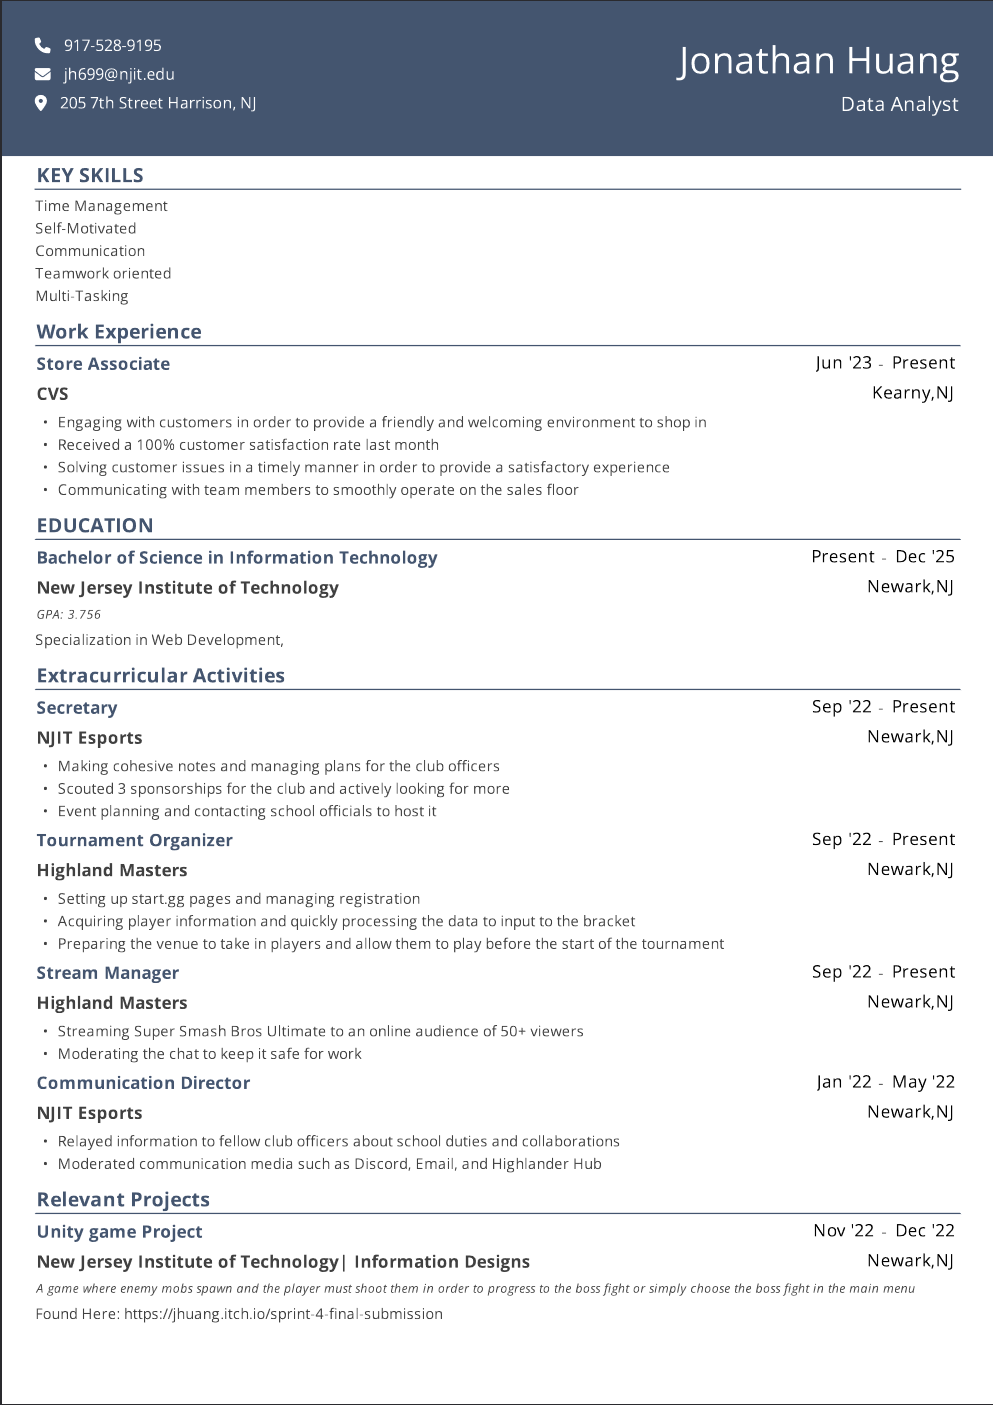 917-528-9195
jh699@njit.edu
205 7th Street Harrison, NJ
Jonathan Huang
Data Analyst
KEY SKILLS
Time Management
Self-Motivated
Communication
Teamwork oriented
Multi-Tasking
Work Experience
Store Associate Jun '23 - Present
CVS Kearny,NJ
• Engaging with customers in order to provide a friendly and welcoming environment to shop in
• Received a 100% customer satisfaction rate last month
• Solving customer issues in a timely manner in order to provide a satisfactory experience
• Communicating with team members to smoothly operate on the sales floor
EDUCATION
Bachelor of Science in Information Technology Present - Dec '25
New Jersey Institute of Technology Newark,NJ
GPA: 3.756
Specialization in Web Development,
Extracurricular Activities
Secretary Sep '22 - Present
NJIT Esports Newark,NJ
• Making cohesive notes and managing plans for the club officers
• Scouted 3 sponsorships for the club and actively looking for more
• Event planning and contacting school officials to host it
Tournament Organizer Sep '22 - Present
Highland Masters Newark,NJ
• Setting up start.gg pages and managing registration
• Acquiring player information and quickly processing the data to input to the bracket
• Preparing the venue to take in players and allow them to play before the start of the tournament
Stream Manager Sep '22 - Present
Highland Masters Newark,NJ
• Streaming Super Smash Bros Ultimate to an online audience of 50+ viewers
• Moderating the chat to keep it safe for work
Communication Director Jan '22 - May '22
NJIT Esports Newark,NJ
• Relayed information to fellow club officers about school duties and collaborations
• Moderated communication media such as Discord, Email, and Highlander Hub
Relevant Projects
Unity game Project Nov '22 - Dec '22
New Jersey Institute of Technology| Information Designs Newark,NJ
A game where enemy mobs spawn and the player must shoot them in order to progress to the boss fight or simply choose the boss fight in the main menu
Found Here: https://jhuang.itch.io/sprint-4-final-submission